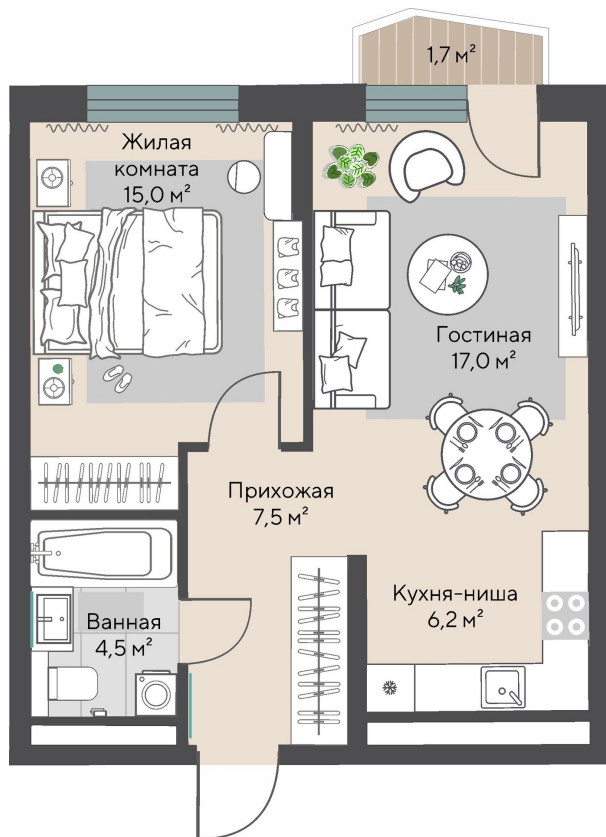 1,7 м²
Жилая
комната
15,0 м²
Гостиная
17,0 м²
Прихожая
7,5 м²
Кухня-ниша
6,2 м²
Ванная
4,5 м²